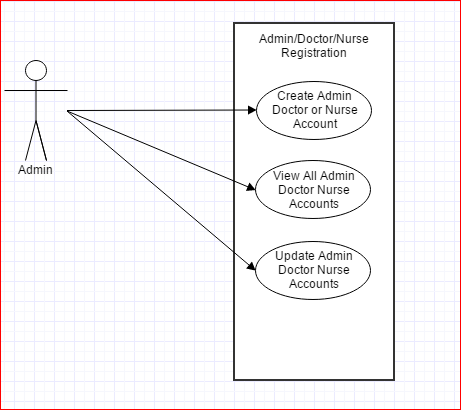 Admin/Doctor/Nurse
Registration
Create Admin
Doctor or Nurse
Account
Admin
View All Admin
Doctor Nurse
Accounts
Update Admin
Doctor Nurse
Accounts